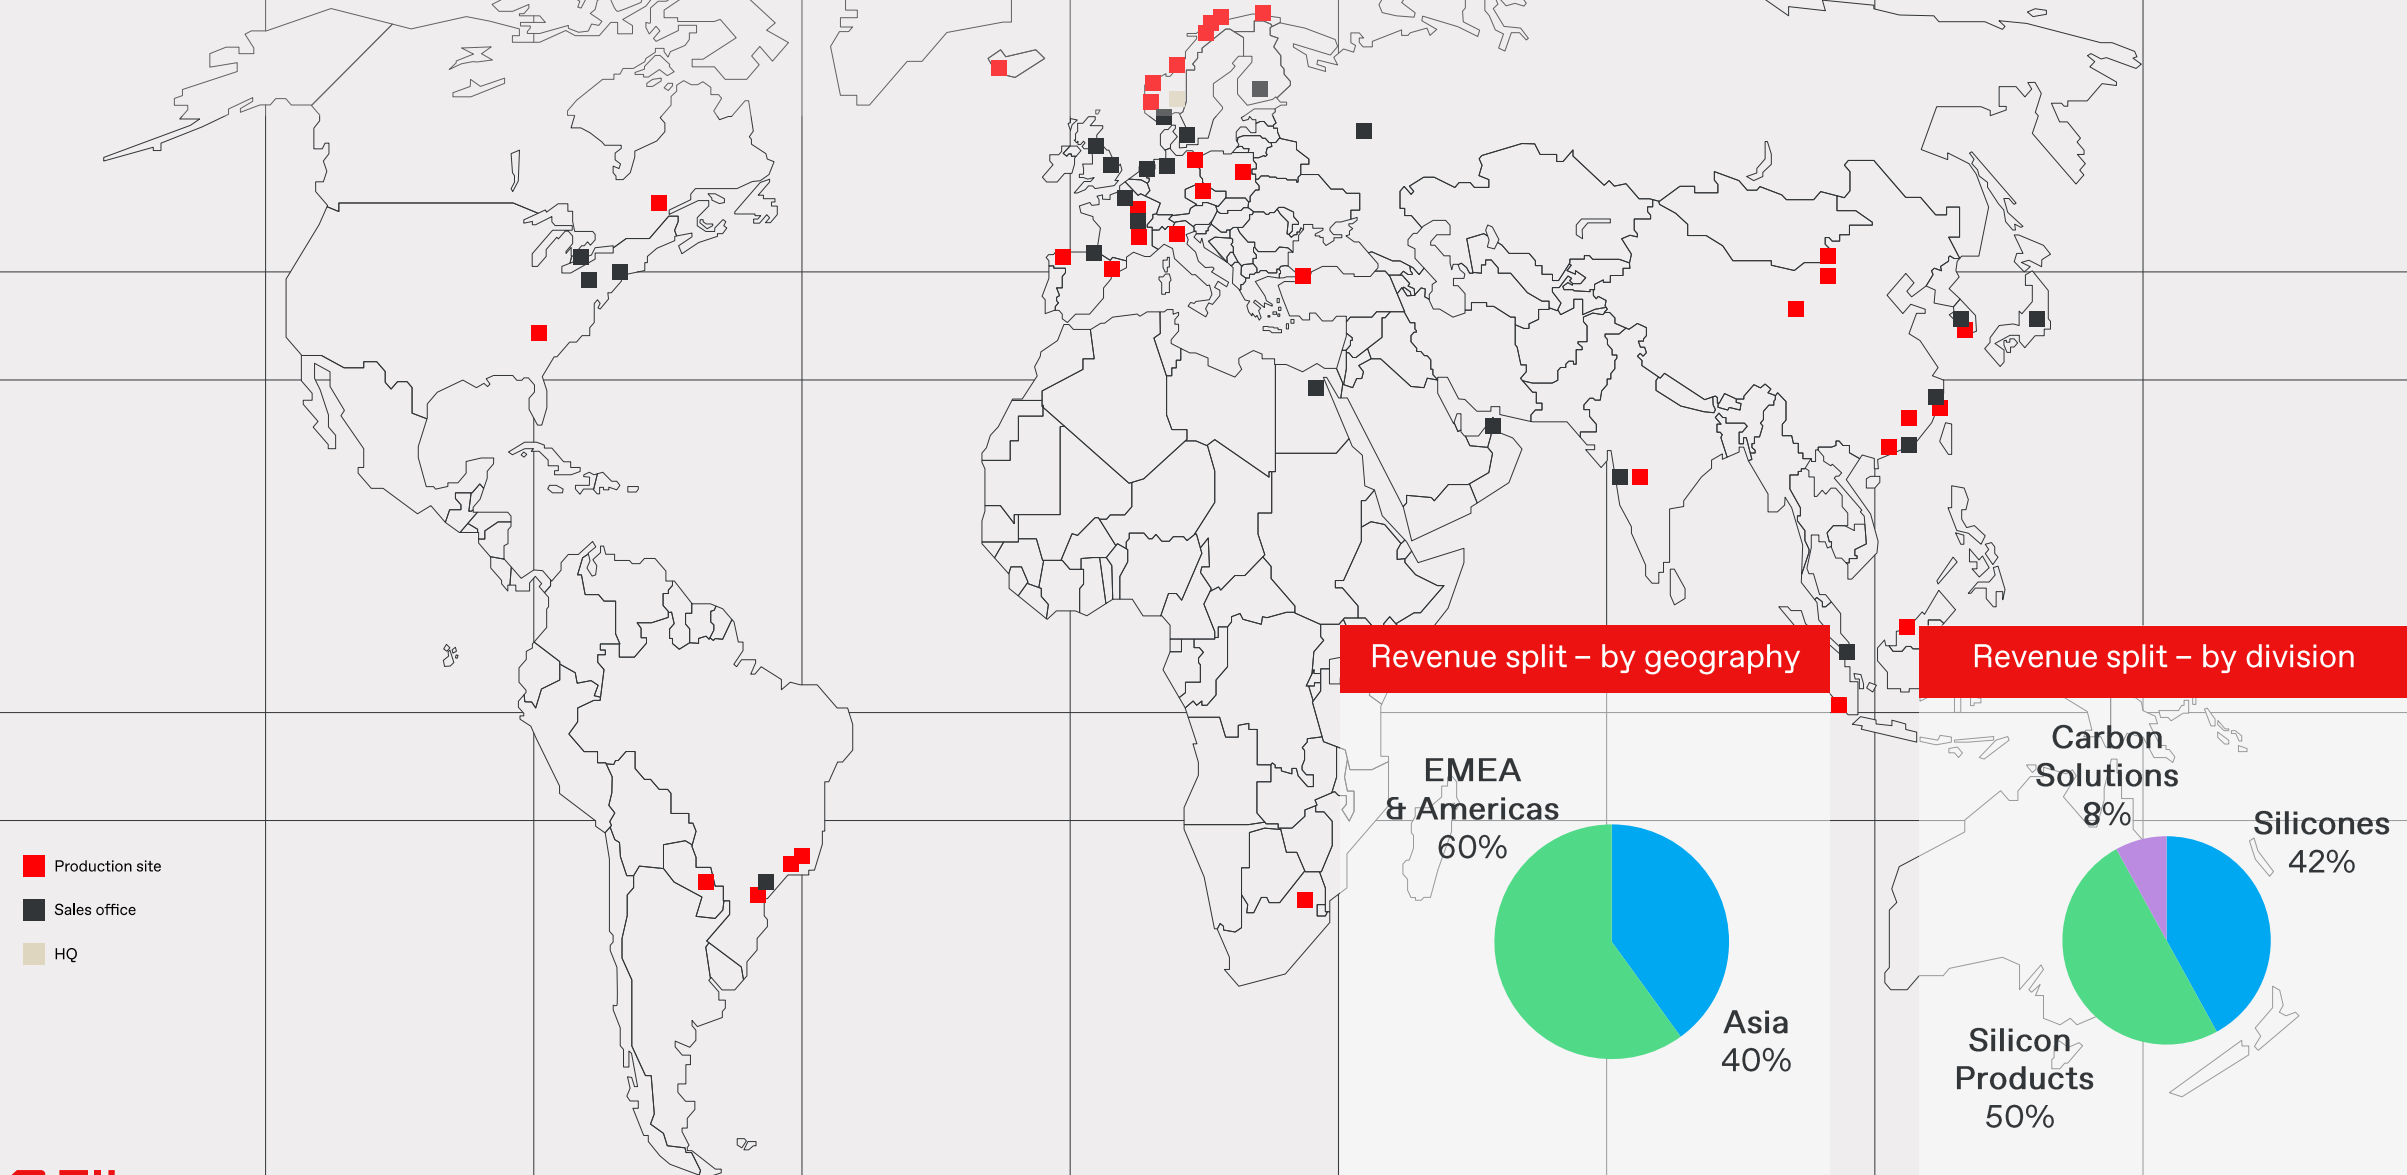 Revenue split – by geography
Revenue split – by division
EMEA
& Americas
60%
Asia
40%
Carbon
Solutions
8%
Silicones
42%
Silicon
Products
50%
Production site
Sales office
HQ